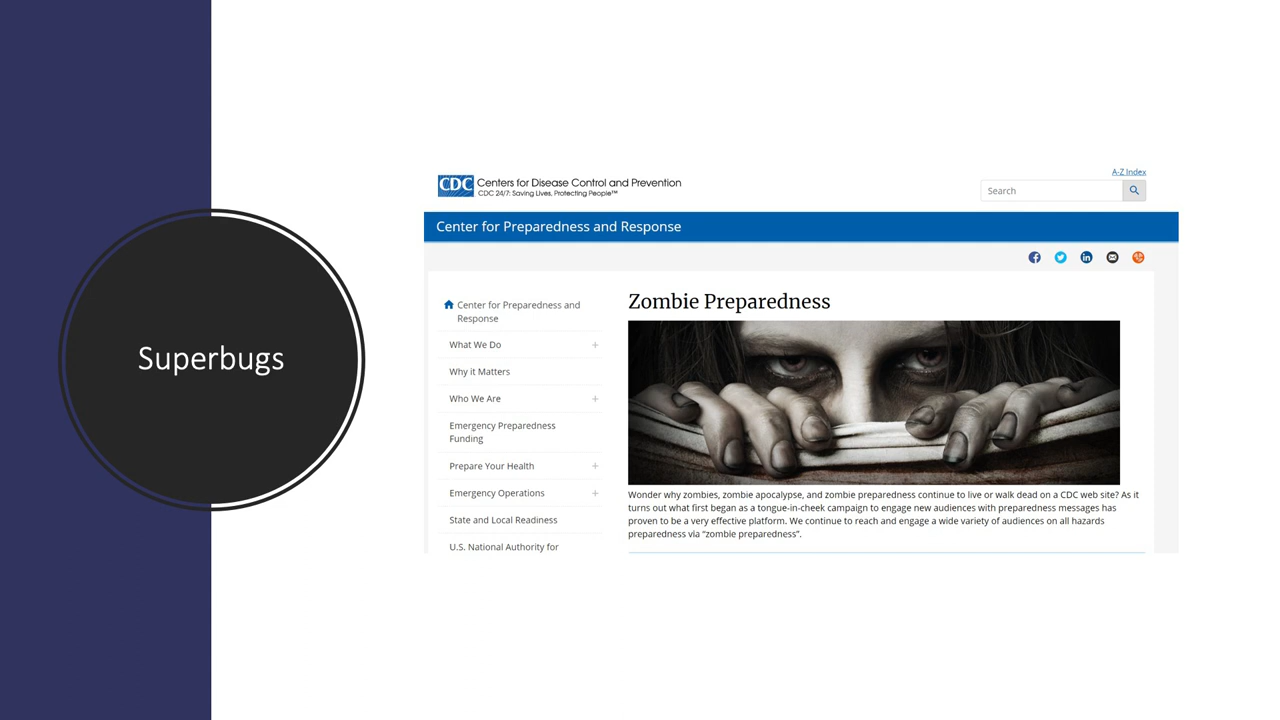 Superbugs
CDC Centers for Disease Control and Prevention
CDC 24/7: Saving Lives, Protecting People™
A-Z Index
Search
Center for Preparedness and Response
Center for Preparedness and
Response
What We Do
Why it Matters
Who We Are
Emergency Preparedness
Funding
Prepare Your Health
Emergency Operations
State and Local Readiness
U.S. National Authority for
Zombie Preparedness
Wonder why zombies, zombie apocalypse, and zombie preparedness continue to live or walk dead on a CDC web site? As it
turns out what first began as a tongue-in-cheek campaign to engage new audiences with preparedness messages has
proven to be a very effective platform. We continue to reach and engage a wide variety of audiences on all hazards
preparedness via “zombie preparedness”.